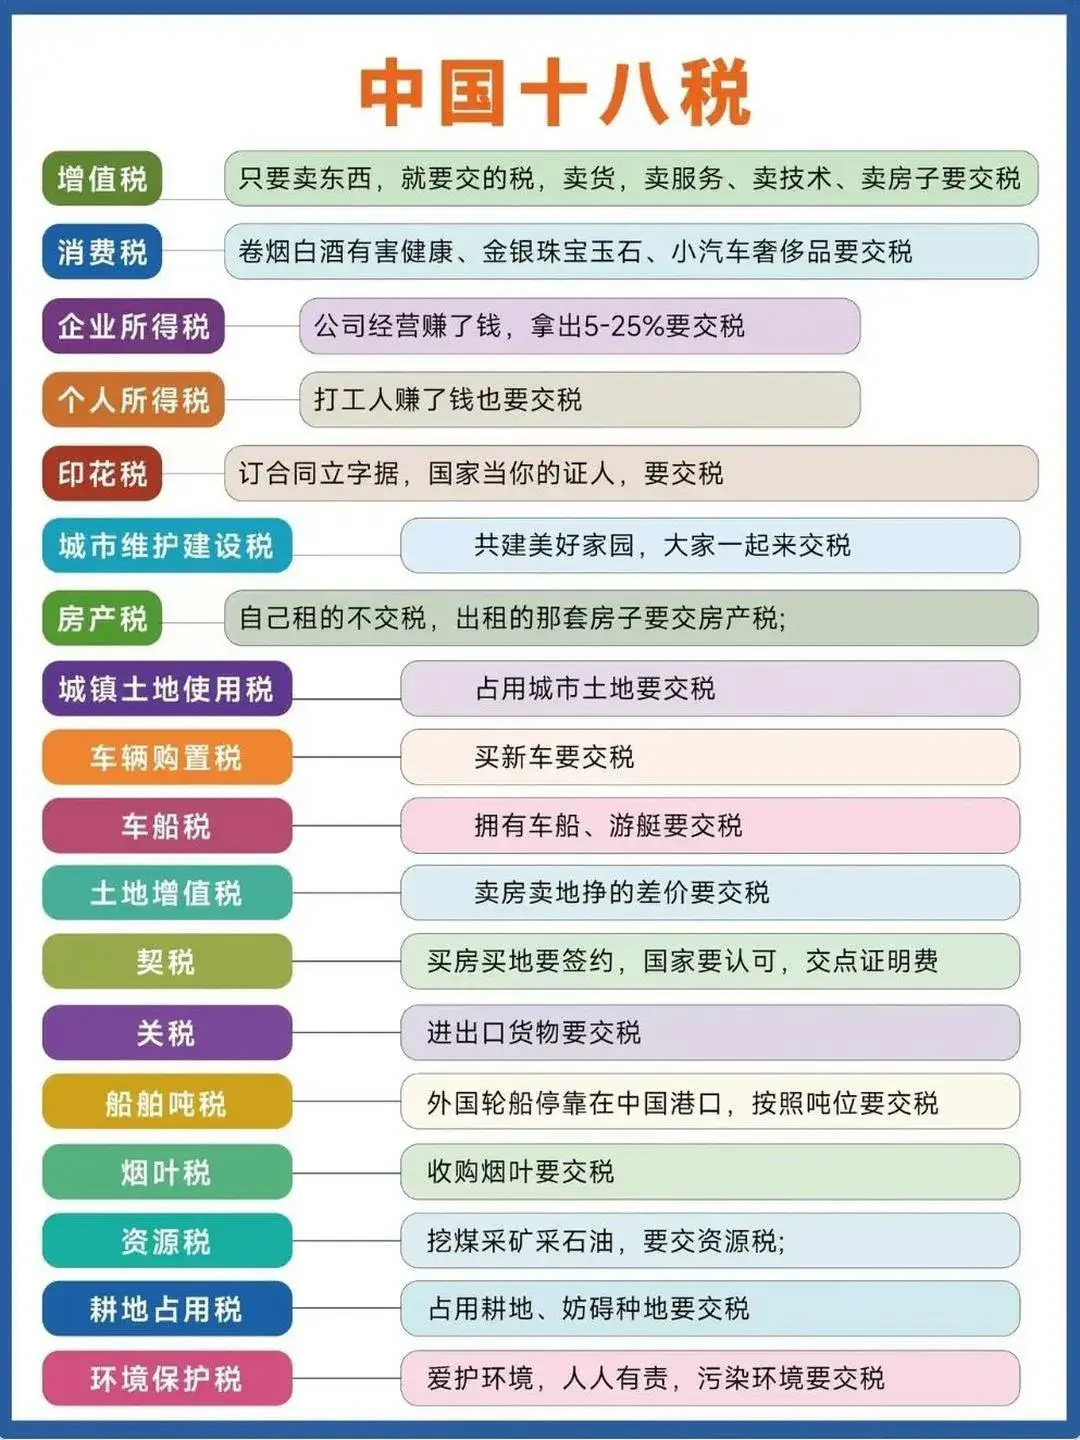 中国十八税
增值税
只要卖东西，就要交的税，卖货，卖服务、卖技术、卖房子要交税
消费税
卷烟白酒有害健康、金银珠宝玉石、小汽车奢侈品要交税
企业所得税
公司经营赚了钱，拿出5-25%要交税
个人所得税
打工人赚了钱也要交税
印花税
订合同立字据，国家当你的证人，要交税
城市维护建设税
共建美好家园，大家一起来交税
房产税
自己租的不交税，出租的那套房子要交房产税;
城镇土地使用税
占用城市土地要交税
车辆购置税
买新车要交税
车船税
拥有车船、游艇要交税
土地增值税
卖房卖地挣的差价要交税
契税
买房买地要签约，国家要认可，交点证明费
关税
进出口货物要交税
船舶吨税
外国轮船停靠在中国港口，按照吨位要交税
烟叶税
收购烟叶要交税
资源税
挖煤采矿采石油，要交资源税;
耕地占用税
占用耕地、妨碍种地要交税
环境保护税
爱护环境，人人有责，污染环境要交税